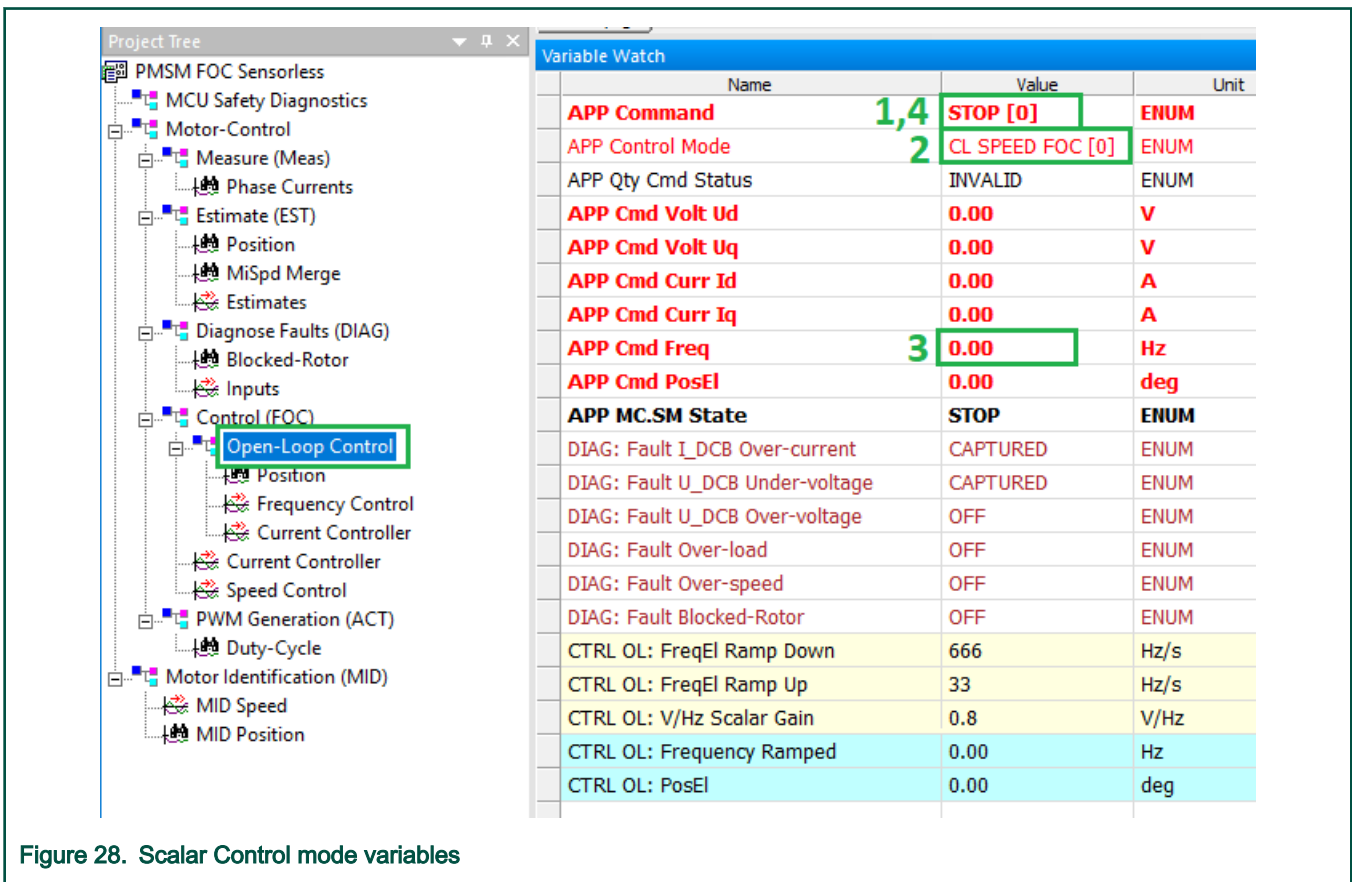 Project Tree
PMSM FOC Sensorless
MCU Safety Diagnostics
Motor-Control
Measure (Meas)
Phase Currents
Estimate (EST)
Position
MiSpd Merge
Estimates
Diagnose Faults (DIAG)
Blocked-Rotor
Inputs
Control (FOC)
Open-Loop Control
Position
Frequency Control
Current Controller
Current Controller
Speed Control
PWM Generation (ACT)
Duty-Cycle
Motor Identification (MID)
MID Speed
MID Position
Variable Watch
Name Value Unit
APP Command 1,4 STOP [0] ENUM
APP Control Mode 2 CL SPEED FOC [0] ENUM
APP Qty Cmd Status INVALID ENUM
APP Cmd Volt Ud 0.00 V
APP Cmd Volt Uq 0.00 V
APP Cmd Curr Id 0.00 A
APP Cmd Curr Iq 0.00 A
APP Cmd Freq 3 0.00 Hz
APP Cmd PosEl 0.00 deg
APP MC.SM State STOP ENUM
DIAG: Fault I_DCB Over-current CAPTURED ENUM
DIAG: Fault U_DCB Under-voltage CAPTURED ENUM
DIAG: Fault U_DCB Over-voltage OFF ENUM
DIAG: Fault Over-load OFF ENUM
DIAG: Fault Over-speed OFF ENUM
DIAG: Fault Blocked-Rotor OFF ENUM
CTRL OL: FreqEl Ramp Down 666 Hz/s
CTRL OL: FreqEl Ramp Up 33 Hz/s
CTRL OL: V/Hz Scalar Gain 0.8 V/Hz
CTRL OL: Frequency Ramped 0.00 Hz
CTRL OL: PosEl 0.00 deg
Figure 28. Scalar Control mode variables